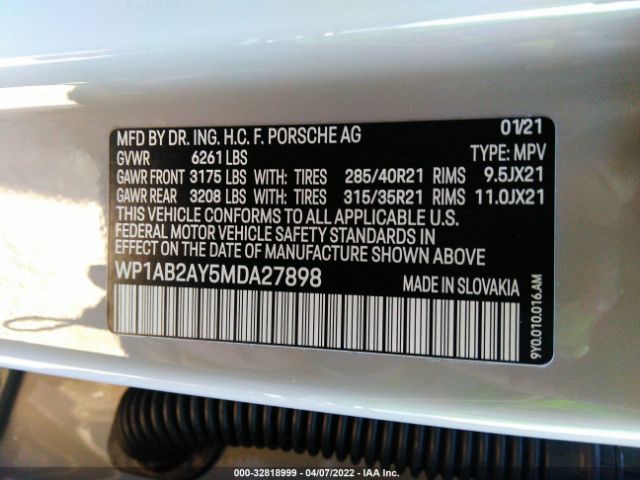 MFD BY DR. ING. H.C. F. PORSCHE AG 01/21
GVWR 6261 LBS TYPE: MPV
GAWR FRONT 3175 LBS WITH: TIRES 285/40R21 RIMS 9.5JX21
GAWR REAR 3208 LBS WITH: TIRES 315/35R21 RIMS 11.0JX21
THIS VEHICLE CONFORMS TO ALL APPLICABLE U.S.
FEDERAL MOTOR VEHICLE SAFETY STANDARDS IN
EFFECT ON THE DATE OF MANUFACTURE SHOWN ABOVE
WP1AB2AY5MDA27898 MADE IN SLOVAKIA
9Y0.010.016.AM
000-32818999 — 04/07/2022 — IAA Inc.